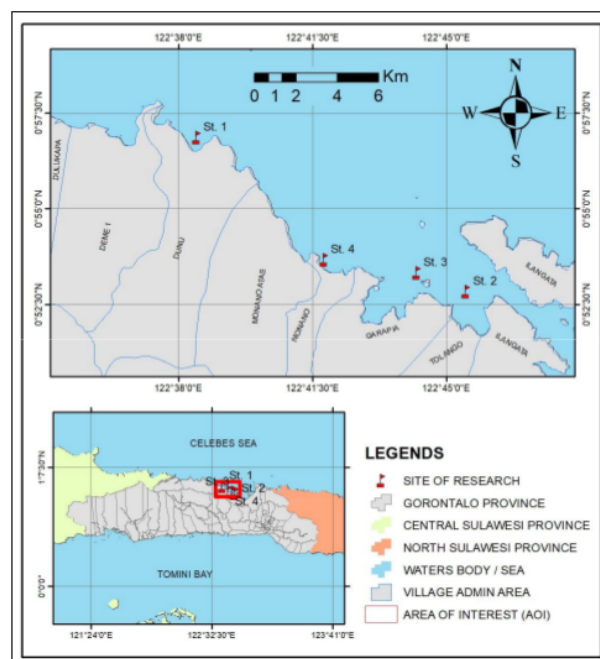 122°38'0"E 122°41'30"E 122°45'0"E
Km
0 1 2 4 6
N
W E
S
0°57'30"N 0°57'30"N
0°55'0"N 0°55'0"N
0°52'30"N 0°52'30"N
St. 1
St. 4
St. 3
St. 2
DULUKAPA
DEME 1
DUNU
MONANO ATAS
MONANO
GARAPIA
TOLANGO
ILANGATA
ILANGATA
122°38'0"E 122°41'30"E 122°45'0"E
CELEBES SEA
1°7'30"N
St. 1
St. 2
St. 4
TOMINI BAY
0°0'0"
121°24'0"E 122°32'30"E 123°41'0"E
LEGENDS
SITE OF RESEARCH
GORONTALO PROVINCE
CENTRAL SULAWESI PROVINCE
NORTH SULAWESI PROVINCE
WATERS BODY / SEA
VILLAGE ADMIN AREA
AREA OF INTEREST (AOI)